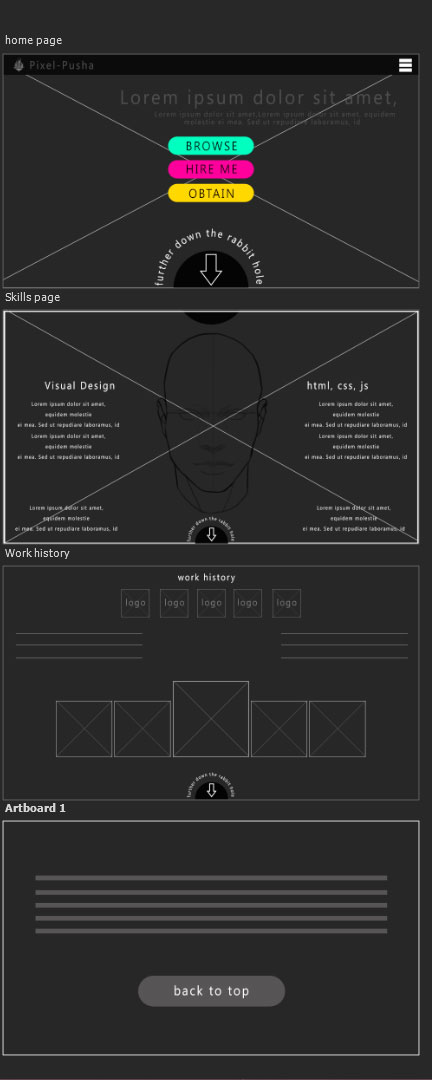 home page
Pixel-Pusha
Lorem ipsum dolor sit amet,
Lorem ipsum dolor sit amet,Lorem ipsum dolor sit amet, equidem
molestie ei mea. Sed ut repudiare laboramus, id
BROWSE
HIRE ME
OBTAIN
further down the rabbit hole
Skills page
Visual Design
Lorem ipsum dolor sit amet,
equidem molestie
ei mea. Sed ut repudiare laboramus, id
Lorem ipsum dolor sit amet,
equidem molestie
ei mea. Sed ut repudiare laboramus, id
html, css, js
Lorem ipsum dolor sit amet,
equidem molestie
ei mea. Sed ut repudiare laboramus, id
Lorem ipsum dolor sit amet,
equidem molestie
ei mea. Sed ut repudiare laboramus, id
Lorem ipsum dolor sit amet,
equidem molestie
ei mea. Sed ut repudiare laboramus, id
Lorem ipsum dolor sit amet,
equidem molestie
ei mea. Sed ut repudiare laboramus, id
further down the rabbit hole
Work history
work history
logo logo logo logo logo
further down the rabbit hole
Artboard 1
back to top